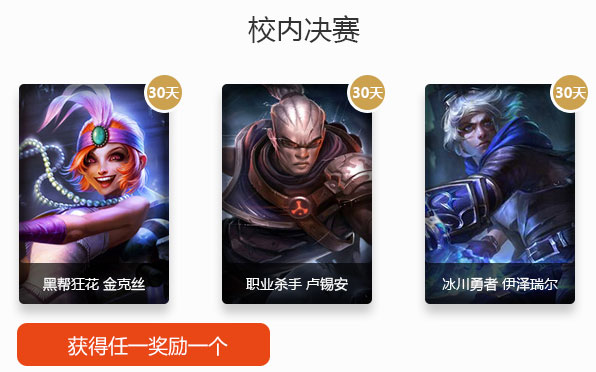 校内决赛
30天
30天
30天
黑帮狂花 金克丝
职业杀手 卢锡安
冰川勇者 伊泽瑞尔
获得任一奖励一个